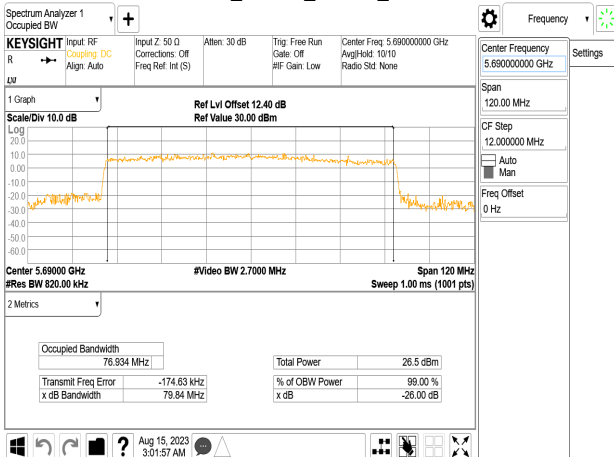 Spectrum Analyzer 1
Occupied BW
Frequency
KEYSIGHT Input: RF Input Z: 50 Ω Atten: 30 dB Trig: Free Run Center Freq: 5.690000000 GHz
R Coupling: DC Corrections: Off Gate: Off Avg|Hold: 10/10
Align: Auto Freq Ref: Int (S) #IF Gain: Low Radio Std: None
LXI
Center Frequency
5.690000000 GHz
Settings
Span
120.00 MHz
CF Step
12.000000 MHz
Auto
Man
Freq Offset
0 Hz
1 Graph
Ref Lvl Offset 12.40 dB
Scale/Div 10.0 dB Ref Value 30.00 dBm
Log
20.0
10.0
0.00
-10.0
-20.0
-30.0
-40.0
-50.0
-60.0
Center 5.69000 GHz #Video BW 2.7000 MHz Span 120 MHz
#Res BW 820.00 kHz Sweep 1.00 ms (1001 pts)
2 Metrics
Occupied Bandwidth
76.934 MHz Total Power 26.5 dBm
Transmit Freq Error -174.63 kHz % of OBW Power 99.00 %
x dB Bandwidth 79.84 MHz x dB -26.00 dB
? Aug 15, 2023
3:01:57 AM